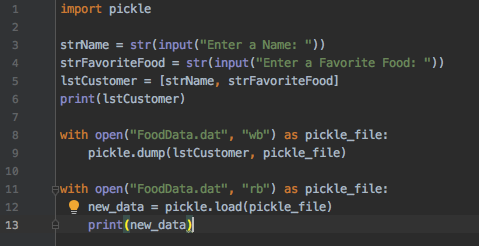 1 import pickle
2
3 strName = str(input("Enter a Name: "))
4 strFavoriteFood = str(input("Enter a Favorite Food: "))
5 lstCustomer = [strName, strFavoriteFood]
6 print(lstCustomer)
7
8 with open("FoodData.dat", "wb") as pickle_file:
9     pickle.dump(lstCustomer, pickle_file)
10
11 with open("FoodData.dat", "rb") as pickle_file:
12     new_data = pickle.load(pickle_file)
13     print(new_data)